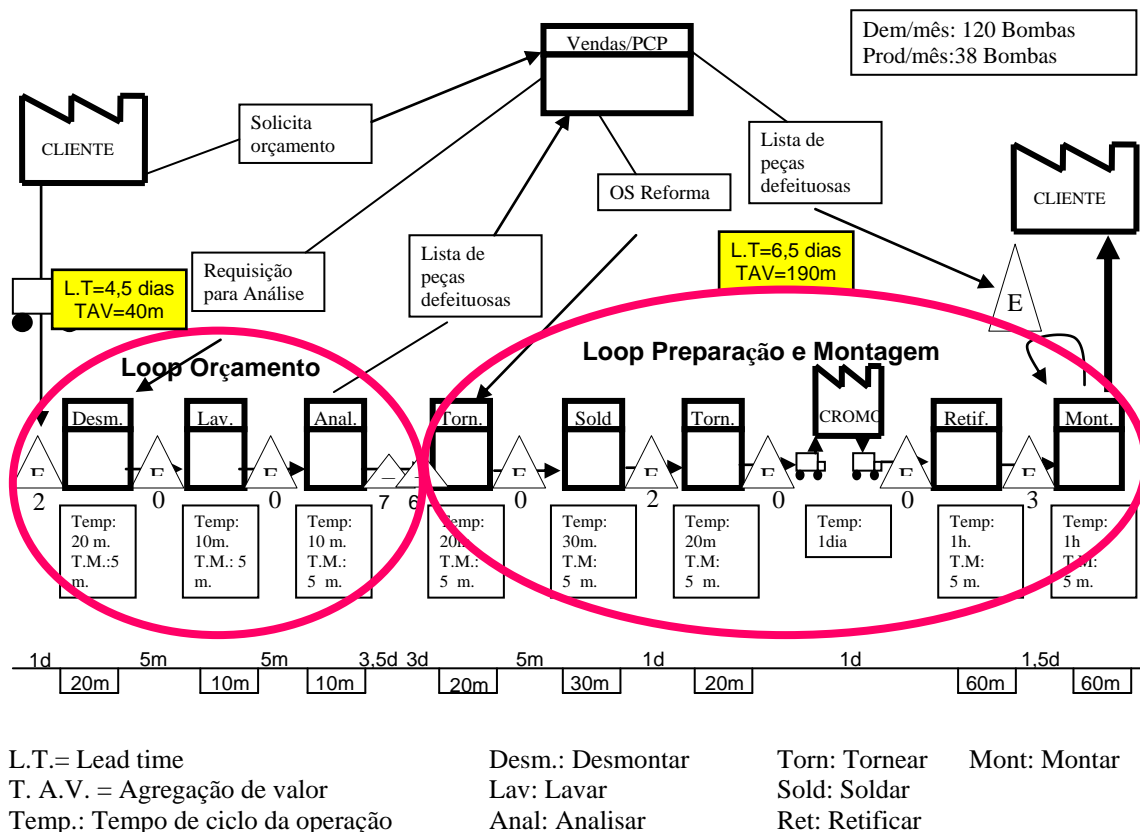 Vendas/PCP
Dem/mês: 120 Bombas
Prod/mês:38 Bombas
CLIENTE
Solicita
orçamento
Lista de
peças
defeituosas
OS Reforma
CLIENTE
L.T=4,5 dias
TAV=40m
Requisição
para Análise
Lista de
peças
defeituosas
L.T=6,5 dias
TAV=190m
E
Loop Orçamento
Loop Preparação e Montagem
Desm.
Lav.
Anal.
Torn.
Sold
Torn.
CROMO
Retif.
Mont.
2
0
0
7
6
0
2
0
0
3
Temp:
20 m.
T.M.:5
m.
Temp:
10m.
T.M.: 5
m.
Temp:
10 m.
T.M.:
5 m.
Temp:
20m
T.M.:
5 m.
Temp:
30m.
T.M:
5 m.
Temp:
20m
T.M:
5 m.
Temp:
1dia
Temp:
1h.
T.M:
5 m.
Temp:
1h
T.M:
5 m.
1d 5m 5m 3,5d 3d 5m 1d 1d 1,5d
20m 10m 10m 20m 30m 20m 60m 60m
L.T.= Lead time
T. A.V. = Agregação de valor
Temp.: Tempo de ciclo da operação
Desm.: Desmontar
Lav: Lavar
Anal: Analisar
Torn: Tornear
Sold: Soldar
Ret: Retificar
Mont: Montar